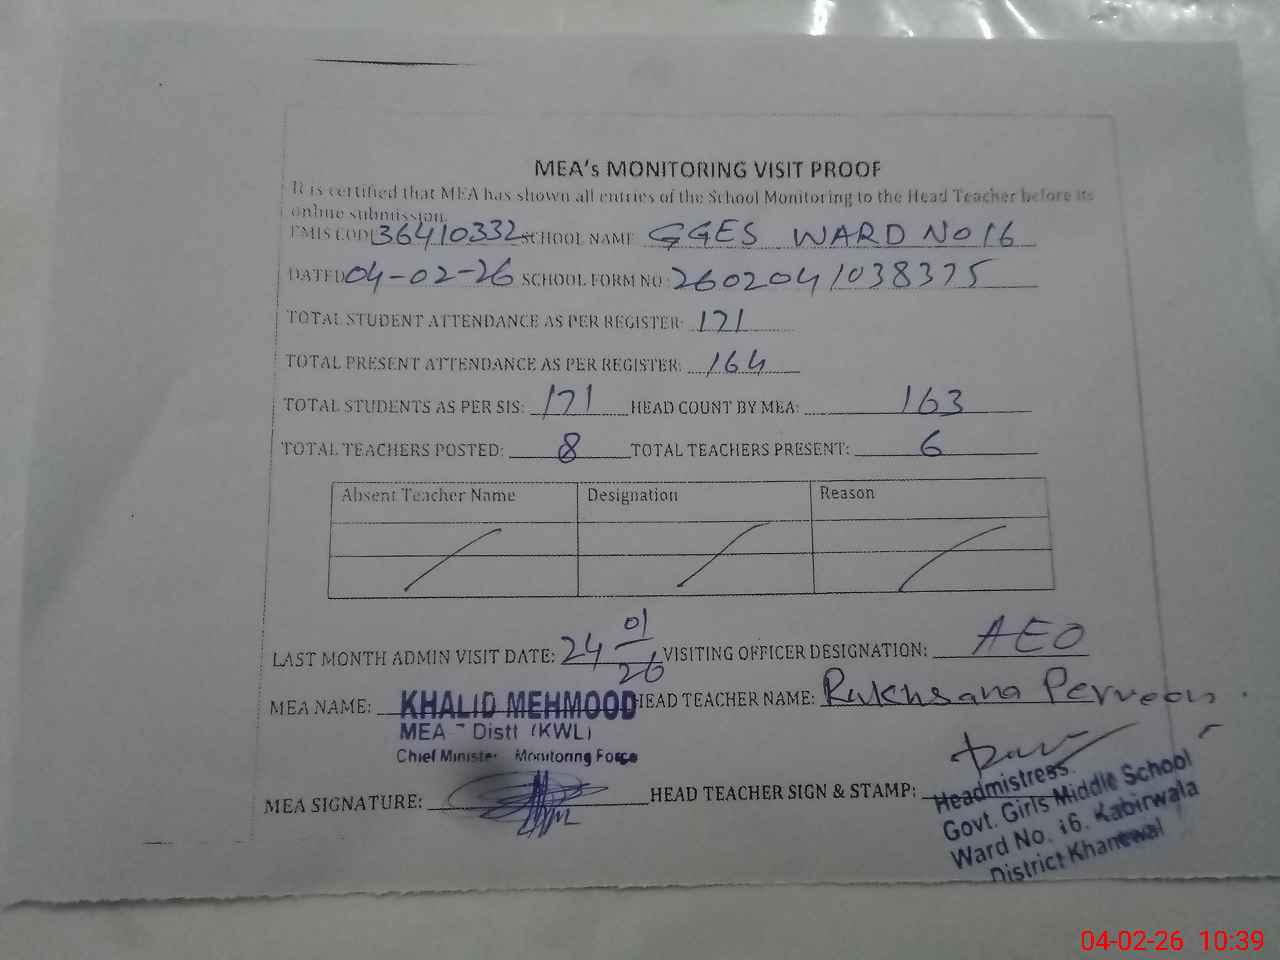 MEA's MONITORING VISIT PROOF
It is certified that MEA has shown all entries of the School Monitoring to the Head Teacher before its
online submission.
EMIS CODE 36410332 SCHOOL NAME GGES WARD No 16
DATED 04-02-26 SCHOOL FORM NO: 2602041038375
TOTAL STUDENT ATTENDANCE AS PER REGISTER: 171
TOTAL PRESENT ATTENDANCE AS PER REGISTER: 164
TOTAL STUDENTS AS PER SIS: 171 HEAD COUNT BY MEA: 163
TOTAL TEACHERS POSTED: 8 TOTAL TEACHERS PRESENT: 6
Absent Teacher Name Designation Reason
LAST MONTH ADMIN VISIT DATE: 24 01 26 VISITING OFFICER DESIGNATION: AEO
MEA NAME: KHALID MEHMOOD HEAD TEACHER NAME: Rukhsana Perveen
MEA - Distt (KWL)
Chief Minister Monitoring Force
MEA SIGNATURE: HEAD TEACHER SIGN & STAMP:
Headmistress
Govt. Girls Middle School
Ward No. 16. Kabirwala
District Khanewal
04-02-26 10:39